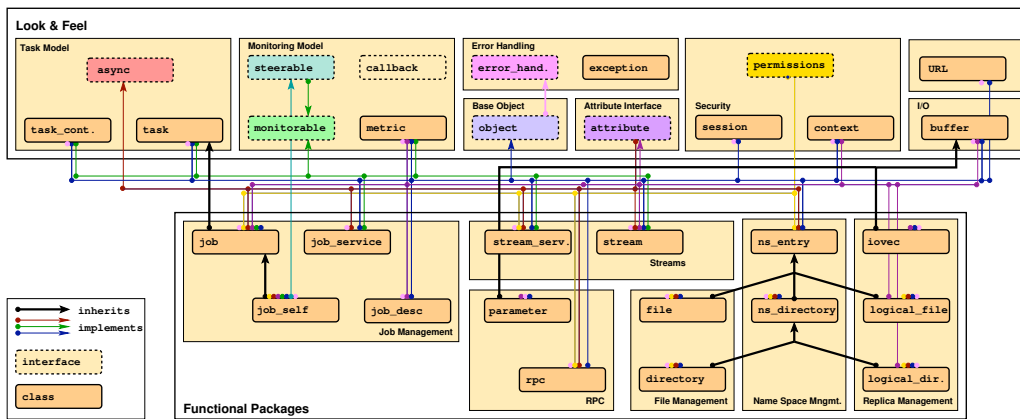 Look & Feel
Task Model
async
task_cont.
task
Monitoring Model
steerable
callback
monitorable
metric
Error Handling
error_hand.
exception
Base Object
object
Attribute Interface
attribute
permissions
Security
session
context
URL
I/O
buffer
job
job_service
job_self
job_desc
Job Management
stream_serv.
stream
Streams
parameter
rpc
RPC
file
directory
File Management
ns_entry
ns_directory
Name Space Mngmt.
iovec
logical_file
logical_dir.
Replica Management
Functional Packages
inherits
implements
interface
class